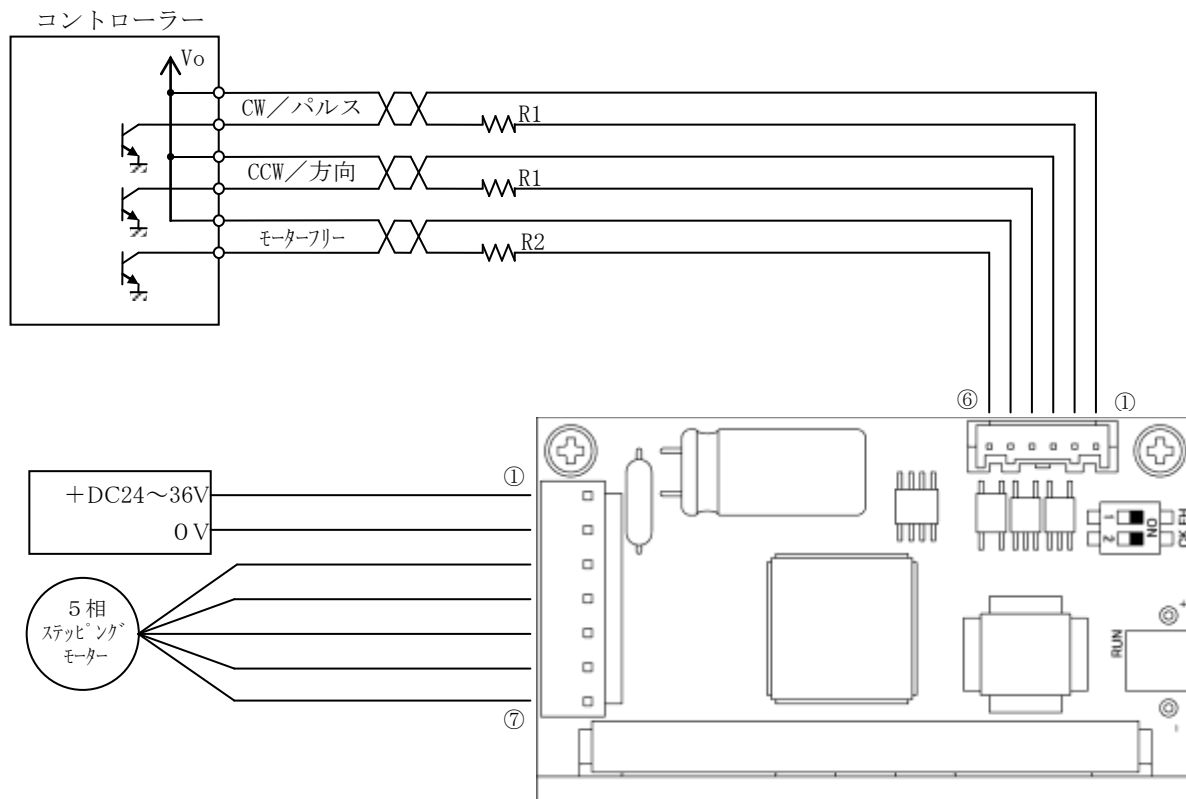 コントローラー
Vo
CW／パルス
R1
CCW／方向
R1
モーターフリー
R2
⑥
①
＋DC24～36V
0V
①
5相
ステッピング
モーター
⑦
1
2
ON
RUN
+
-